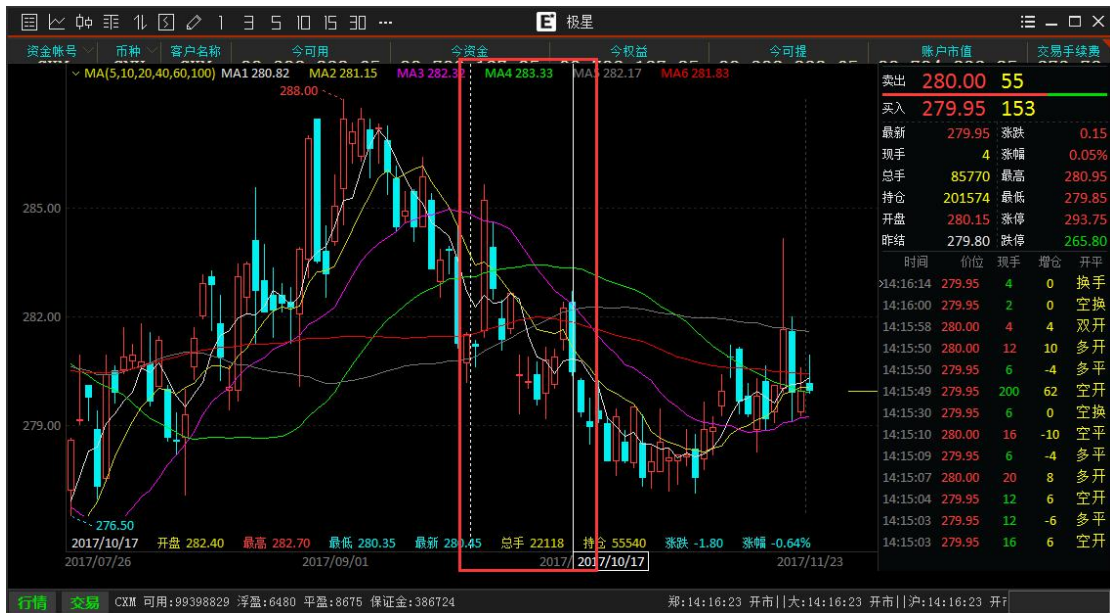 1 3 5 10 15 30 ··· 极星
资金帐号 币种 客户名称 今可用 今资金 今权益 今可提 账户市值 交易手续费
MA(5,10,20,40,60,100) MA1 280.82 MA2 281.15 MA3 282.32 MA4 283.33 MA5 282.17 MA6 281.83
288.00
285.00
282.00
279.00
276.50
2017/10/17 开盘 282.40 最高 282.70 最低 280.35 最新 280.45 总手 22118 持仓 55540 涨跌 -1.80 涨幅 -0.64%
2017/07/26 2017/09/01 2017/ 2017/10/17 2017/11/23
卖出 280.00 55
买入 279.95 153
最新 279.95 涨跌 0.15
现手 4 涨幅 0.05%
总手 85770 最高 280.95
持仓 201574 最低 279.85
开盘 280.15 涨停 293.75
昨结 279.80 跌停 265.80
时间 价位 现手 增仓 开平
14:16:14 279.95 4 0 换手
14:16:00 279.95 2 0 空换
14:15:58 280.00 4 4 双开
14:15:50 280.00 12 10 多开
14:15:50 279.95 6 -4 多平
14:15:49 279.95 200 62 空开
14:15:30 279.95 6 0 空换
14:15:10 280.00 16 -10 空平
14:15:09 279.95 6 -4 多平
14:15:07 280.00 20 8 多开
14:15:04 279.95 12 6 空开
14:15:03 279.95 12 -6 多平
14:15:03 279.95 16 6 空开
行情 交易 CXM 可用:99398829 浮盈:6480 平盈:8675 保证金:386724 郑:14:16:23 开市||大:14:16:23 开市||沪:14:16:23